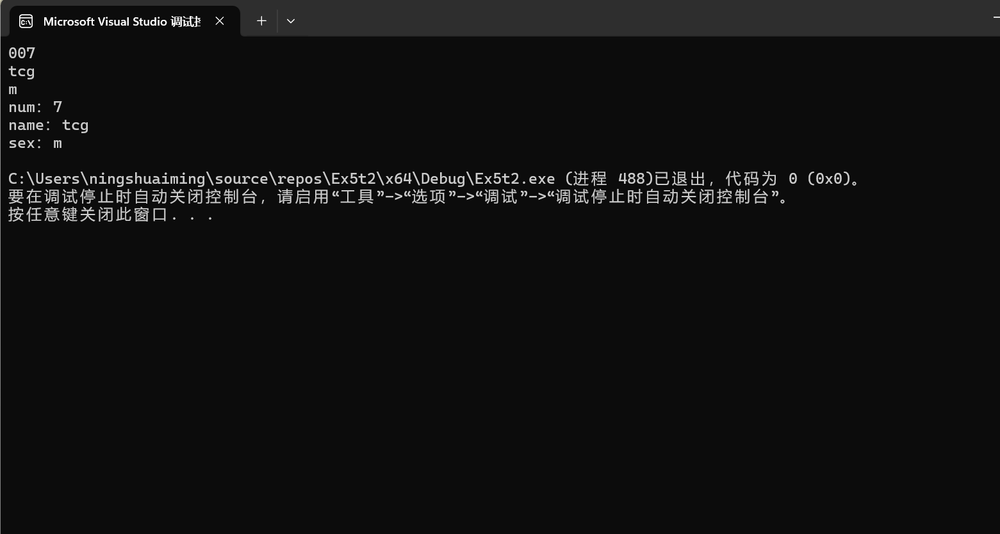 Microsoft Visual Studio 调试
007
tcg
m
num：7
name：tcg
sex：m
C:\Users\ningshuaiming\source\repos\Ex5t2\x64\Debug\Ex5t2.exe (进程 488)已退出，代码为 0 (0x0)。
要在调试停止时自动关闭控制台，请启用“工具”->“选项”->“调试”->“调试停止时自动关闭控制台”。
按任意键关闭此窗口. . .